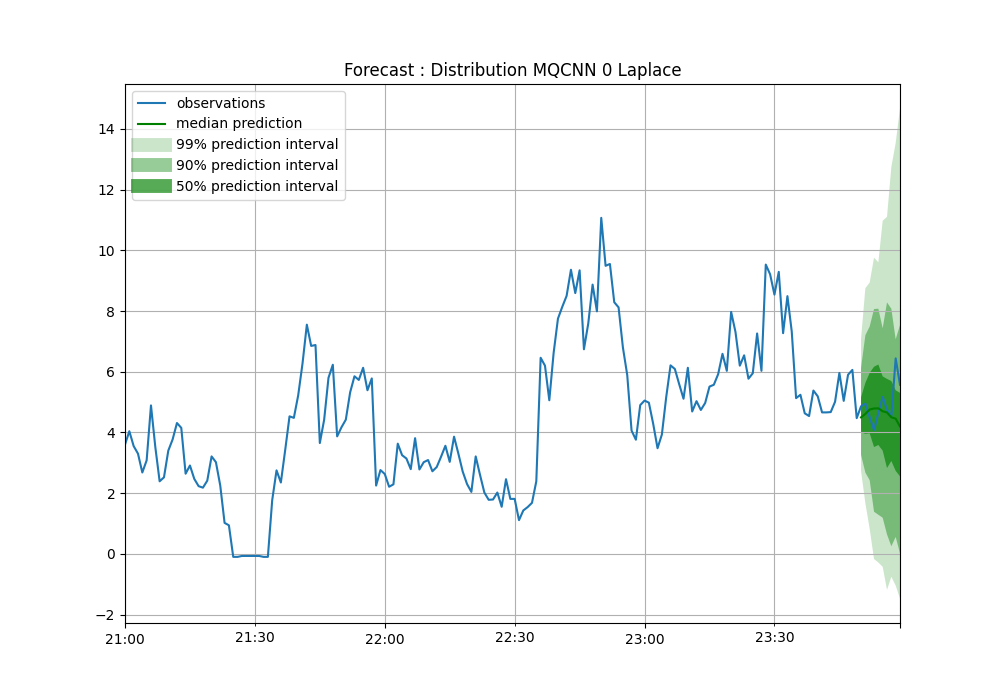 Forecast : Distribution MQCNN 0 Laplace
observations
median prediction
99% prediction interval
90% prediction interval
50% prediction interval
14
12
10
8
6
4
2
0
−2
21:00
21:30
22:00
22:30
23:00
23:30